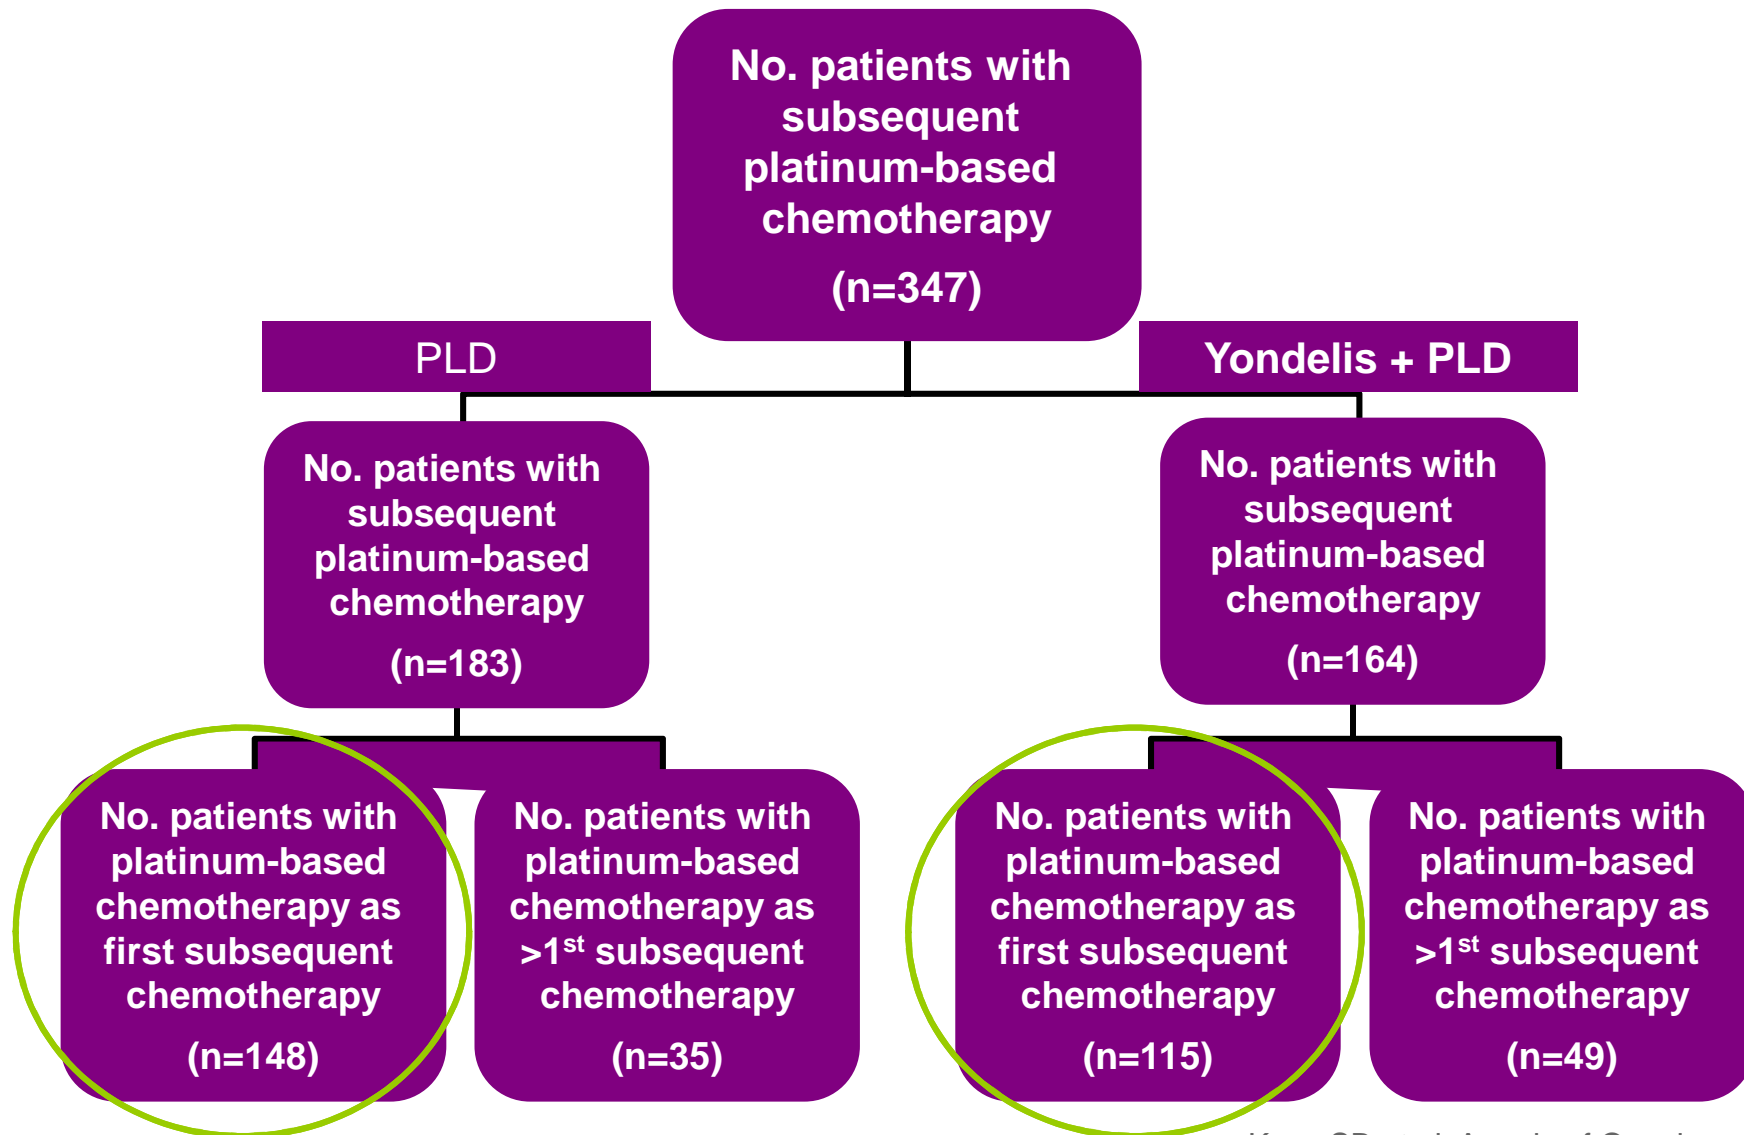 No. patients with
subsequent
platinum-based
chemotherapy
(n=347)
PLD
Yondelis + PLD
No. patients with
subsequent
platinum-based
chemotherapy
(n=183)
No. patients with
subsequent
platinum-based
chemotherapy
(n=164)
No. patients with
platinum-based
chemotherapy as
first subsequent
chemotherapy
(n=148)
No. patients with
platinum-based
chemotherapy as
>1st subsequent
chemotherapy
(n=35)
No. patients with
platinum-based
chemotherapy as
first subsequent
chemotherapy
(n=115)
No. patients with
platinum-based
chemotherapy as
>1st subsequent
chemotherapy
(n=49)